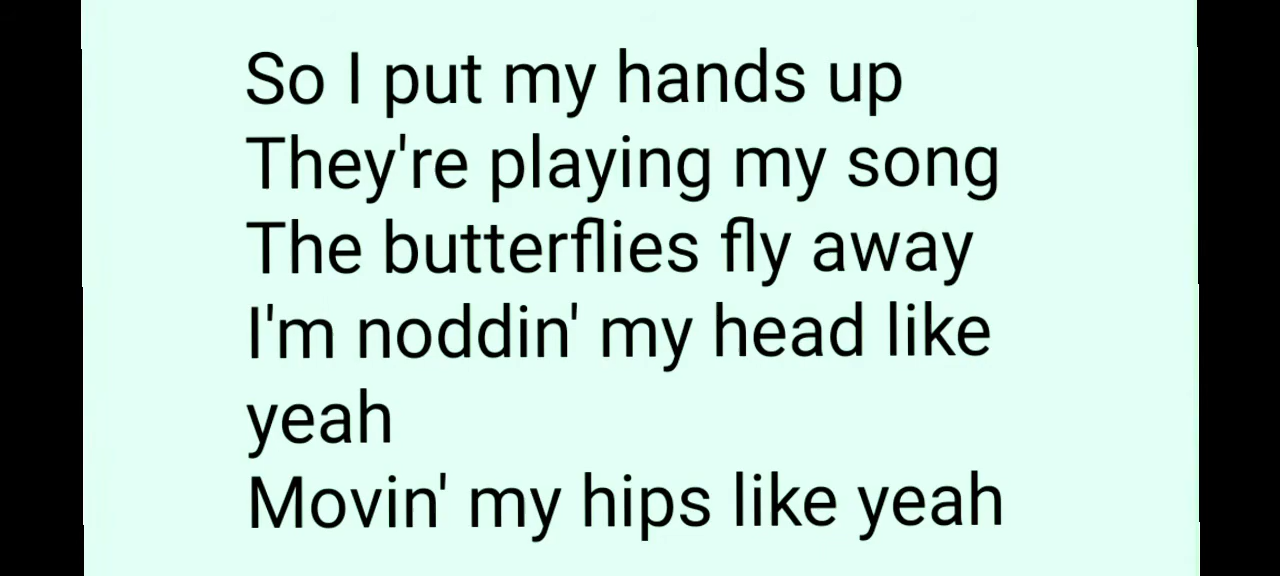 So I put my hands up
They're playing my song
The butterflies fly away
I'm noddin' my head like
yeah
Movin' my hips like yeah